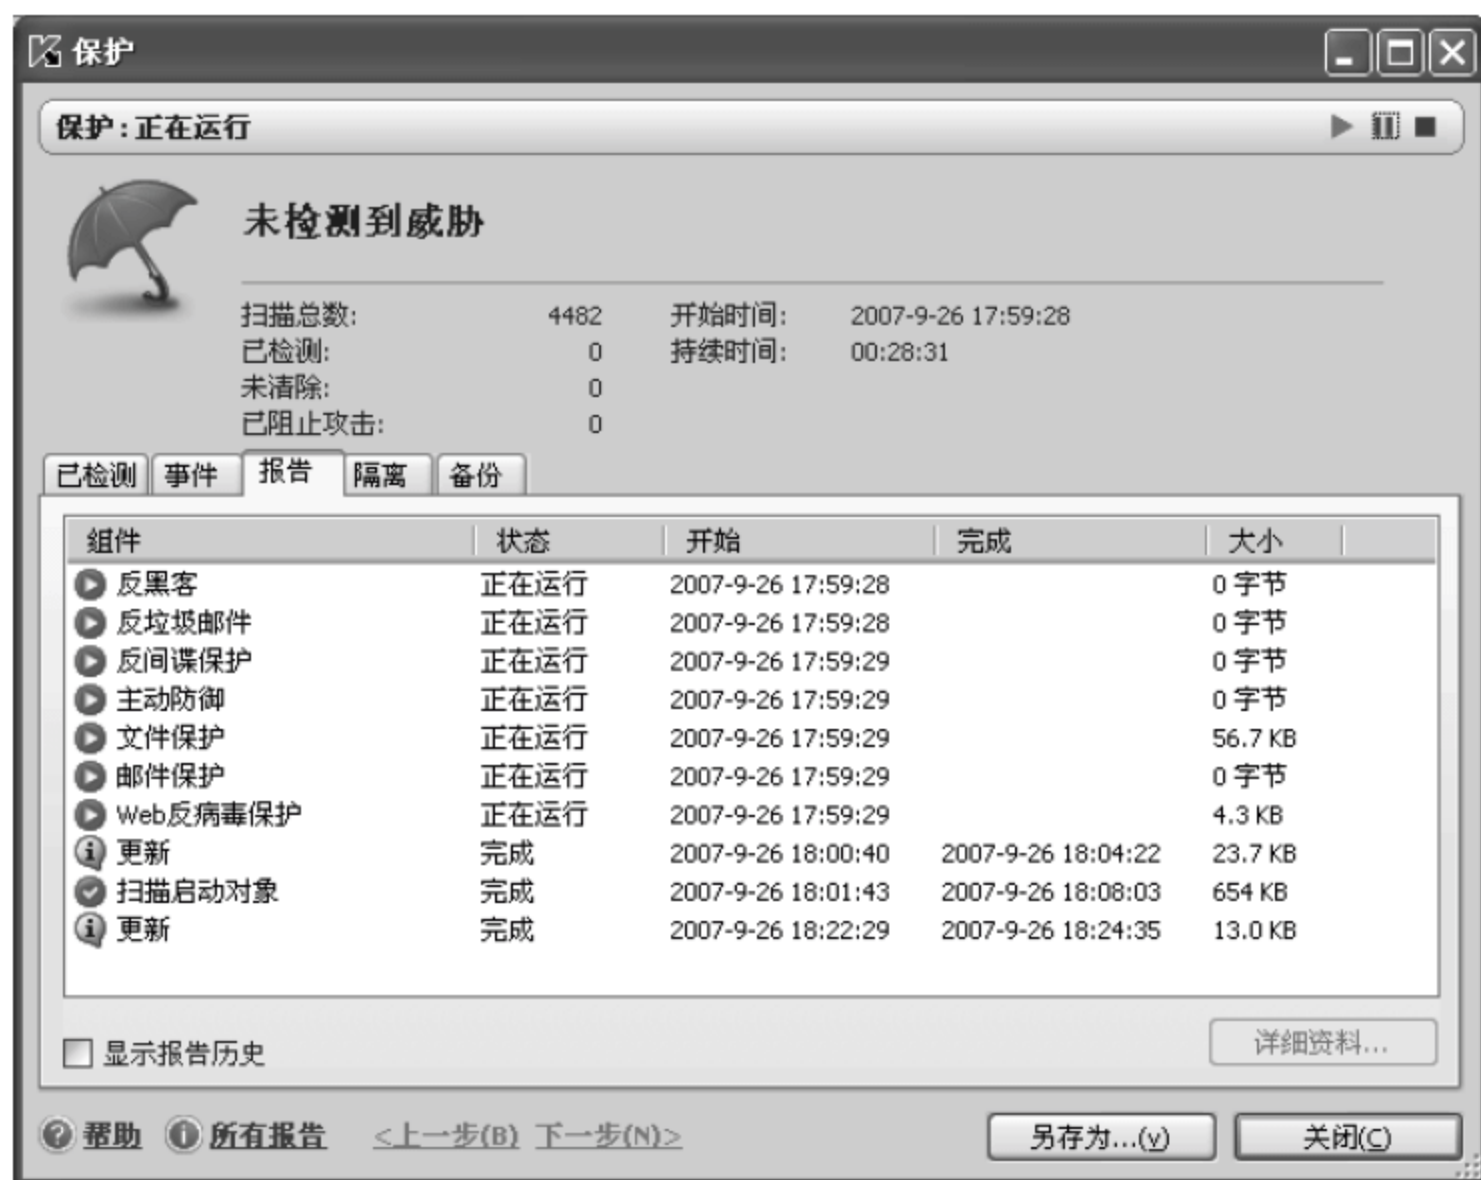 保护
保护:正在运行
未检测到威胁
扫描总数: 4482 开始时间: 2007-9-26 17:59:28
已检测: 0 持续时间: 00:28:31
未清除: 0
已阻止攻击: 0
已检测 事件 报告 隔离 备份
组件 状态 开始 完成 大小
反黑客 正在运行 2007-9-26 17:59:28 0 字节
反垃圾邮件 正在运行 2007-9-26 17:59:28 0 字节
反间谍保护 正在运行 2007-9-26 17:59:29 0 字节
主动防御 正在运行 2007-9-26 17:59:29 0 字节
文件保护 正在运行 2007-9-26 17:59:29 56.7 KB
邮件保护 正在运行 2007-9-26 17:59:29 0 字节
Web反病毒保护 正在运行 2007-9-26 17:59:29 4.3 KB
更新 完成 2007-9-26 18:00:40 2007-9-26 18:04:22 23.7 KB
扫描启动对象 完成 2007-9-26 18:01:43 2007-9-26 18:08:03 654 KB
更新 完成 2007-9-26 18:22:29 2007-9-26 18:24:35 13.0 KB
显示报告历史 详细资料...
帮助 所有报告 <上一步(B) 下一步(N)> 另存为...(v) 关闭(C)